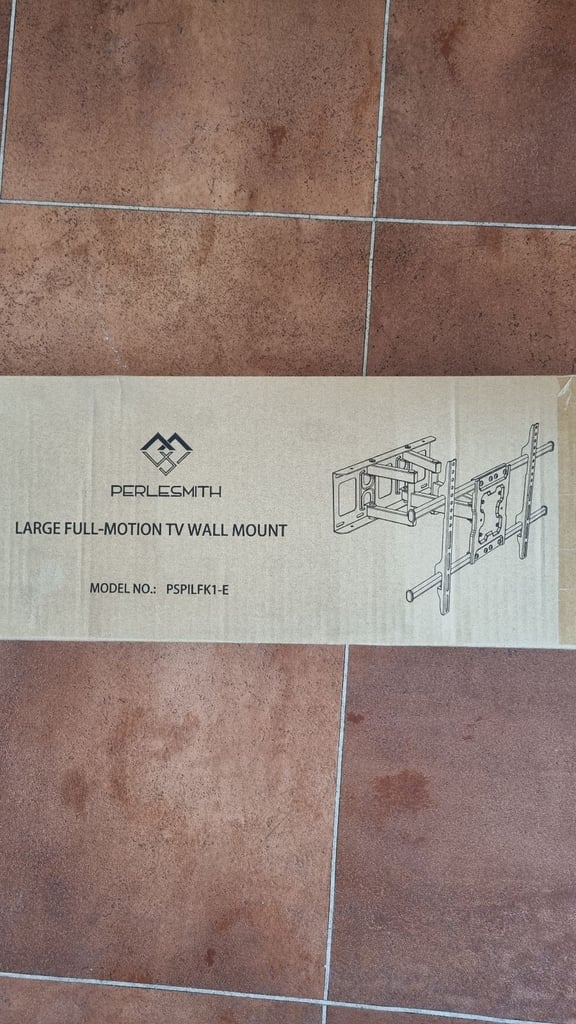 PERLESMITH
LARGE FULL-MOTION TV WALL MOUNT
MODEL NO.: PSPILFK1-E